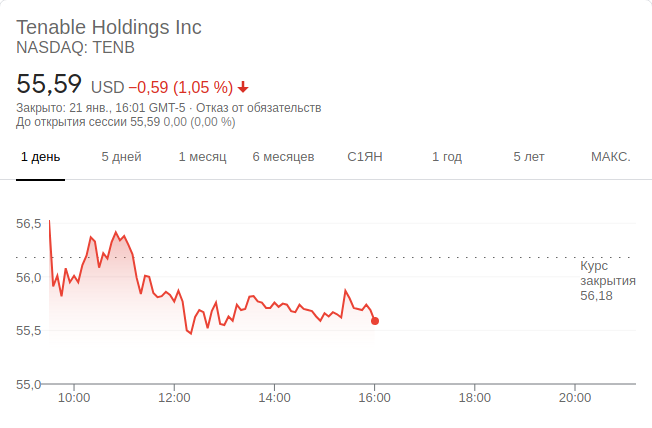 Tenable Holdings Inc
NASDAQ: TENB
55,59 USD −0,59 (1,05 %)
Закрыто: 21 янв., 16:01 GMT-5 · Отказ от обязательств
До открытия сессии 55,59 0,00 (0,00 %)
1 день 5 дней 1 месяц 6 месяцев С1ЯН 1 год 5 лет МАКС.
56,5
56,0
55,5
55,0
Курс
закрытия
56,18
10:00 12:00 14:00 16:00 18:00 20:00